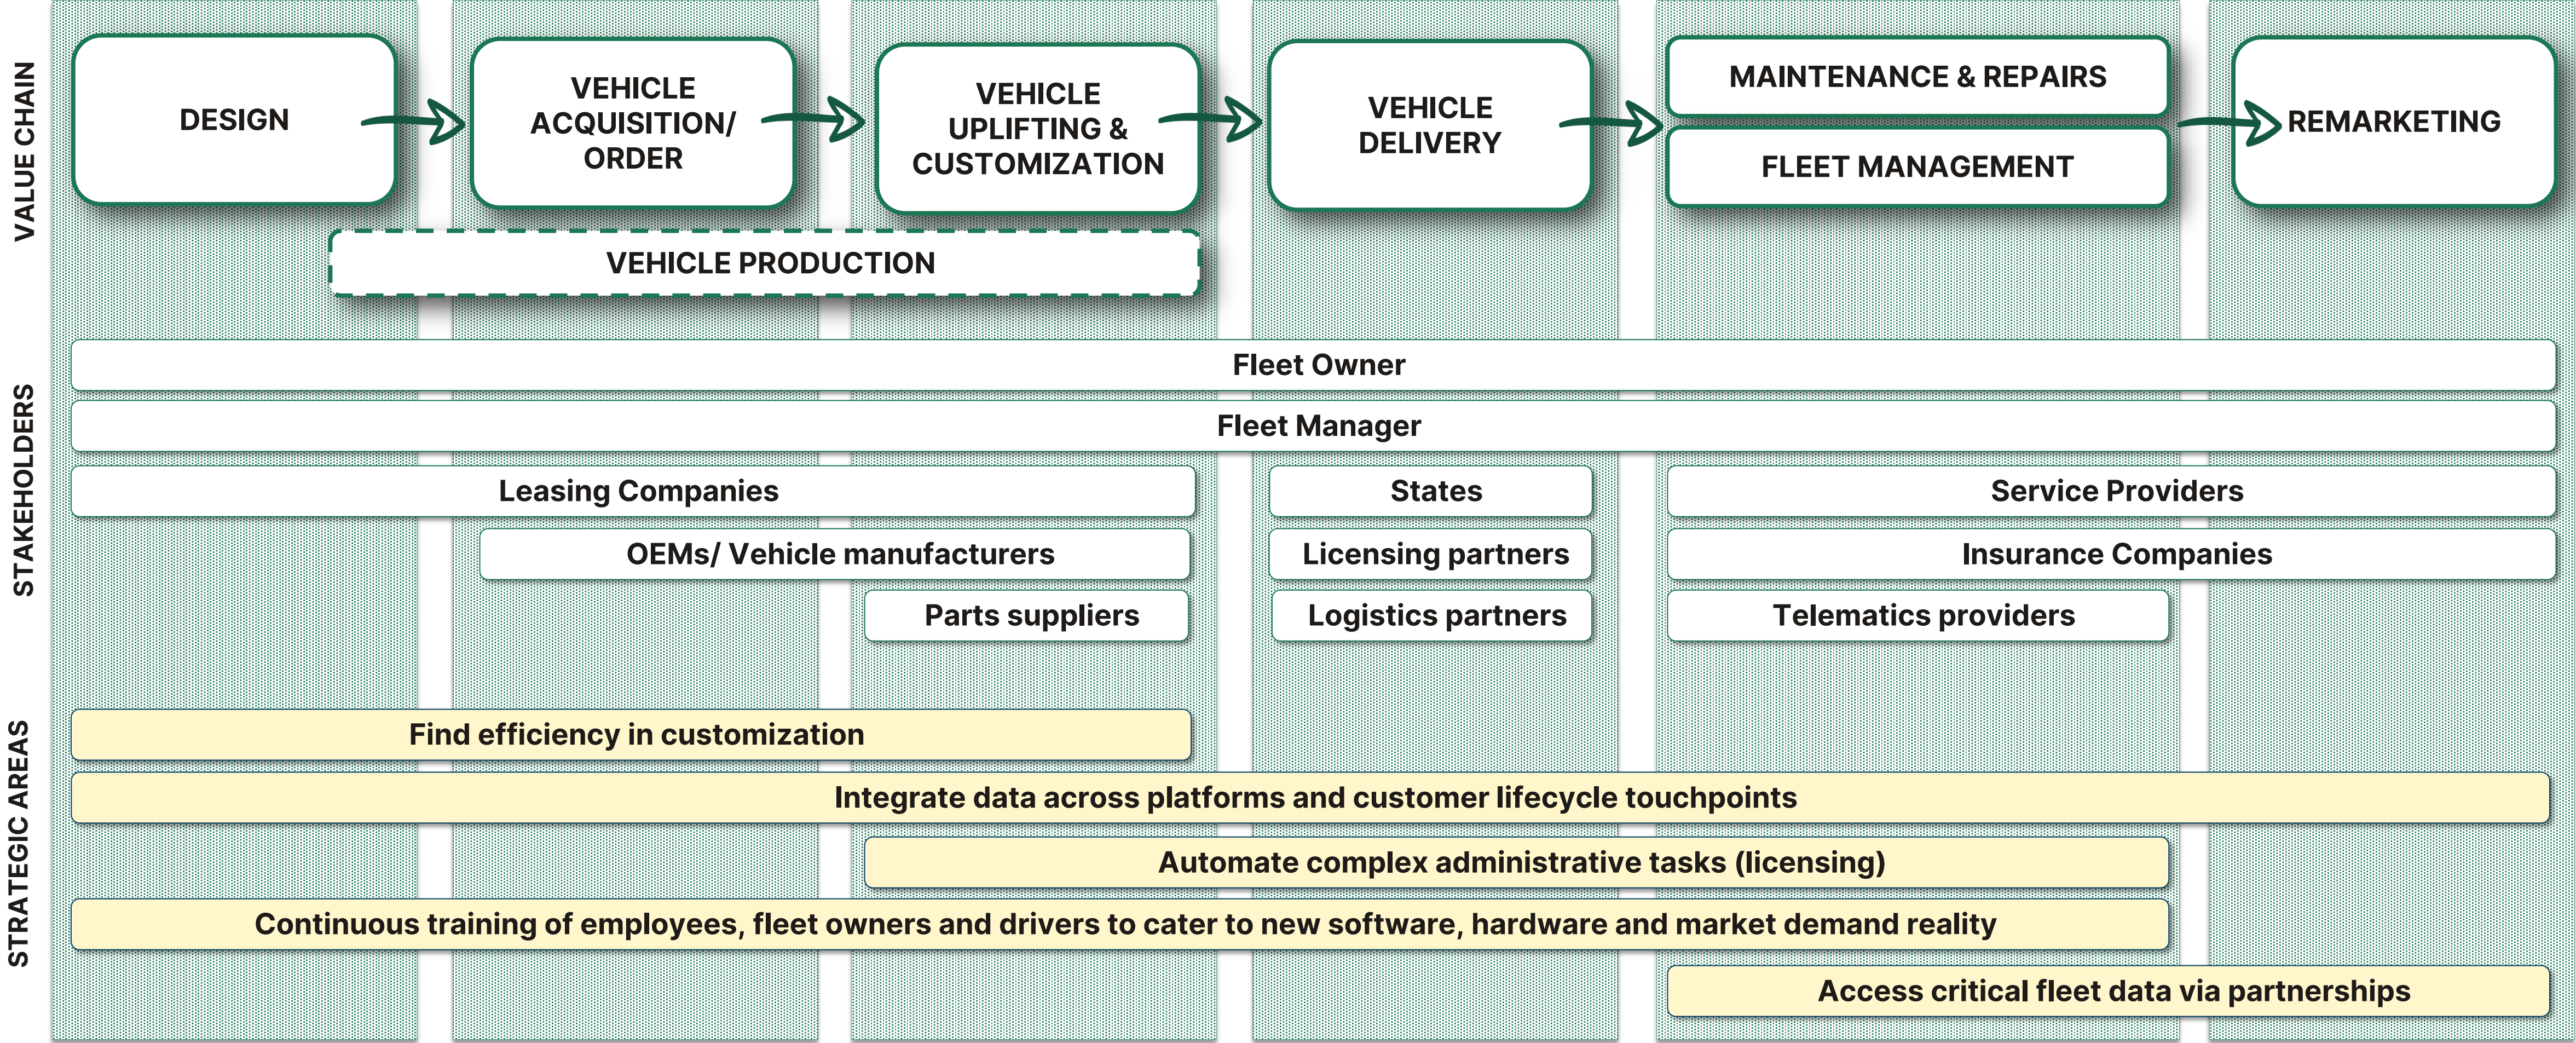 VALUE CHAIN
DESIGN
VEHICLE
ACQUISITION/
ORDER
VEHICLE
UPLIFTING &
CUSTOMIZATION
VEHICLE
DELIVERY
MAINTENANCE & REPAIRS
FLEET MANAGEMENT
REMARKETING
VEHICLE PRODUCTION
STAKEHOLDERS
Fleet Owner
Fleet Manager
Leasing Companies
States
Service Providers
OEMs/ Vehicle manufacturers
Licensing partners
Insurance Companies
Parts suppliers
Logistics partners
Telematics providers
STRATEGIC AREAS
Find efficiency in customization
Integrate data across platforms and customer lifecycle touchpoints
Automate complex administrative tasks (licensing)
Continuous training of employees, fleet owners and drivers to cater to new software, hardware and market demand reality
Access critical fleet data via partnerships